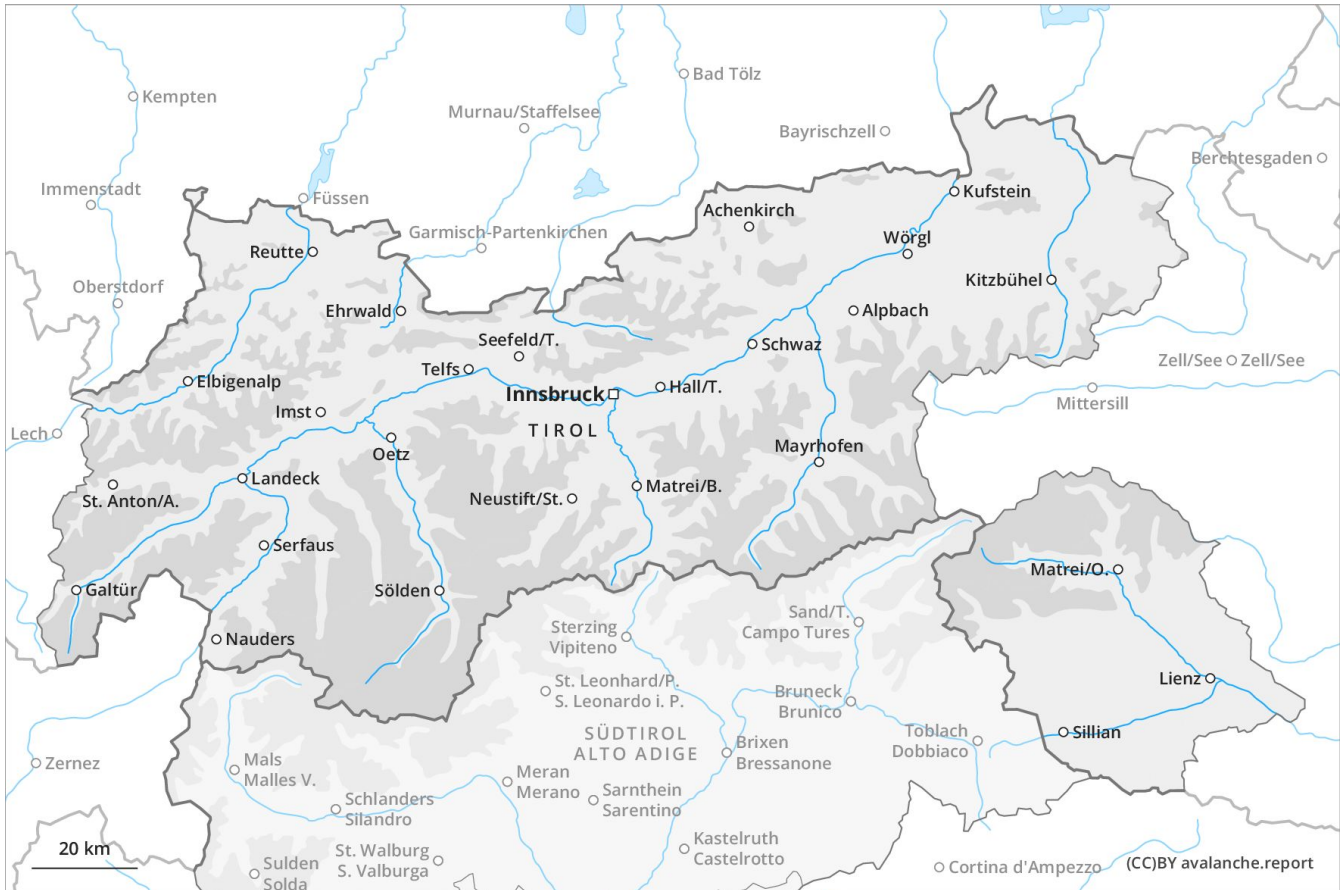 Bad Tölz
Kempten
Murnau/Staffelsee
Bayrischzell
Berchtesgaden
Immenstadt
Füssen
Kufstein
Achenkirch
Garmisch-Partenkirchen
Wörgl
Reutte
Kitzbühel
Oberstdorf
Ehrwald
Alpbach
Seefeld/T.
Schwaz
Zell/See
Zell/See
Telfs
Elbigenalp
Innsbruck
Hall/T.
Mittersill
Imst
TIROL
Lech
Oetz
Mayrhofen
Landeck
St. Anton/A.
Neustift/St.
Matrei/B.
Serfaus
Matrei/O.
Galtür
Sölden
Sand/T.
Campo Tures
Nauders
Sterzing
Vipiteno
Lienz
St. Leonhard/P.
S. Leonardo i. P.
Bruneck
Brunico
SÜDTIROL
ALTO ADIGE
Toblach
Dobbiaco
Sillian
Brixen
Bressanone
Zernez
Mals
Malles V.
Meran
Merano
Sarnthein
Sarentino
Schlanders
Silandro
Kastelruth
Castelrotto
20 km
St. Walburg
S. Valburga
Sulden
Solda
Cortina d'Ampezzo
(CC)BY avalanche.report